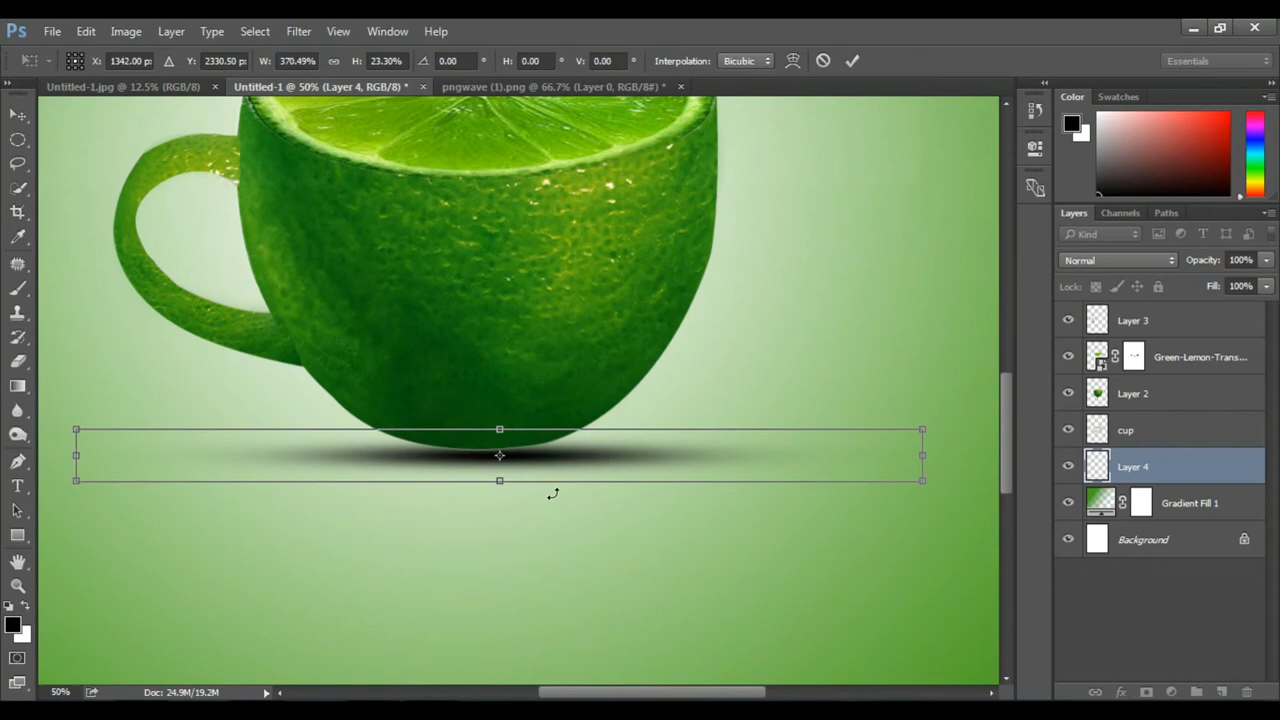 Ps File Edit Image Layer Type Select Filter View Window Help
X: 1342.00 p: Y: 2330.50 p: W: 370.49% H: 23.30% 0.00 ° H: 0.00 ° V: 0.00 ° Interpolation: Bicubic Essentials
Untitled-1.jpg @ 12.5% (RGB/8) × Untitled-1 @ 50% (Layer 4, RGB/8) * × pngwave (1).png @ 66.7% (Layer 0, RGB/8#) * ×
Color Swatches
Layers Channels Paths
Kind
Normal Opacity: 100%
Lock: Fill: 100%
Layer 3
Green-Lemon-Trans...
Layer 2
cup
Layer 4
Gradient Fill 1
Background
50% Doc: 24.9M/19.2M